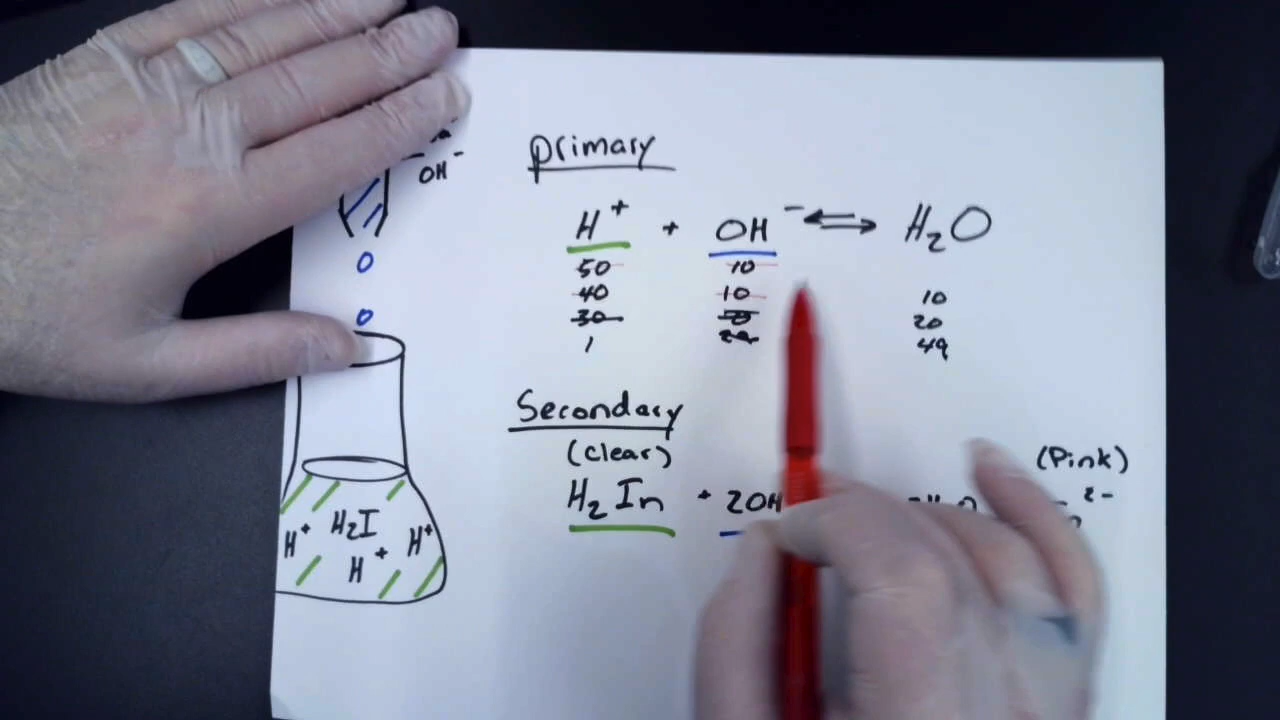 OH⁻
primary
H⁺ + OH⁻ ⇌ H₂O
50 10
40 10 10
30 20
1 49
Secondary
(Clear) (Pink)
H₂In + 2OH 2-
H₂I
H⁺ H⁺
H⁺